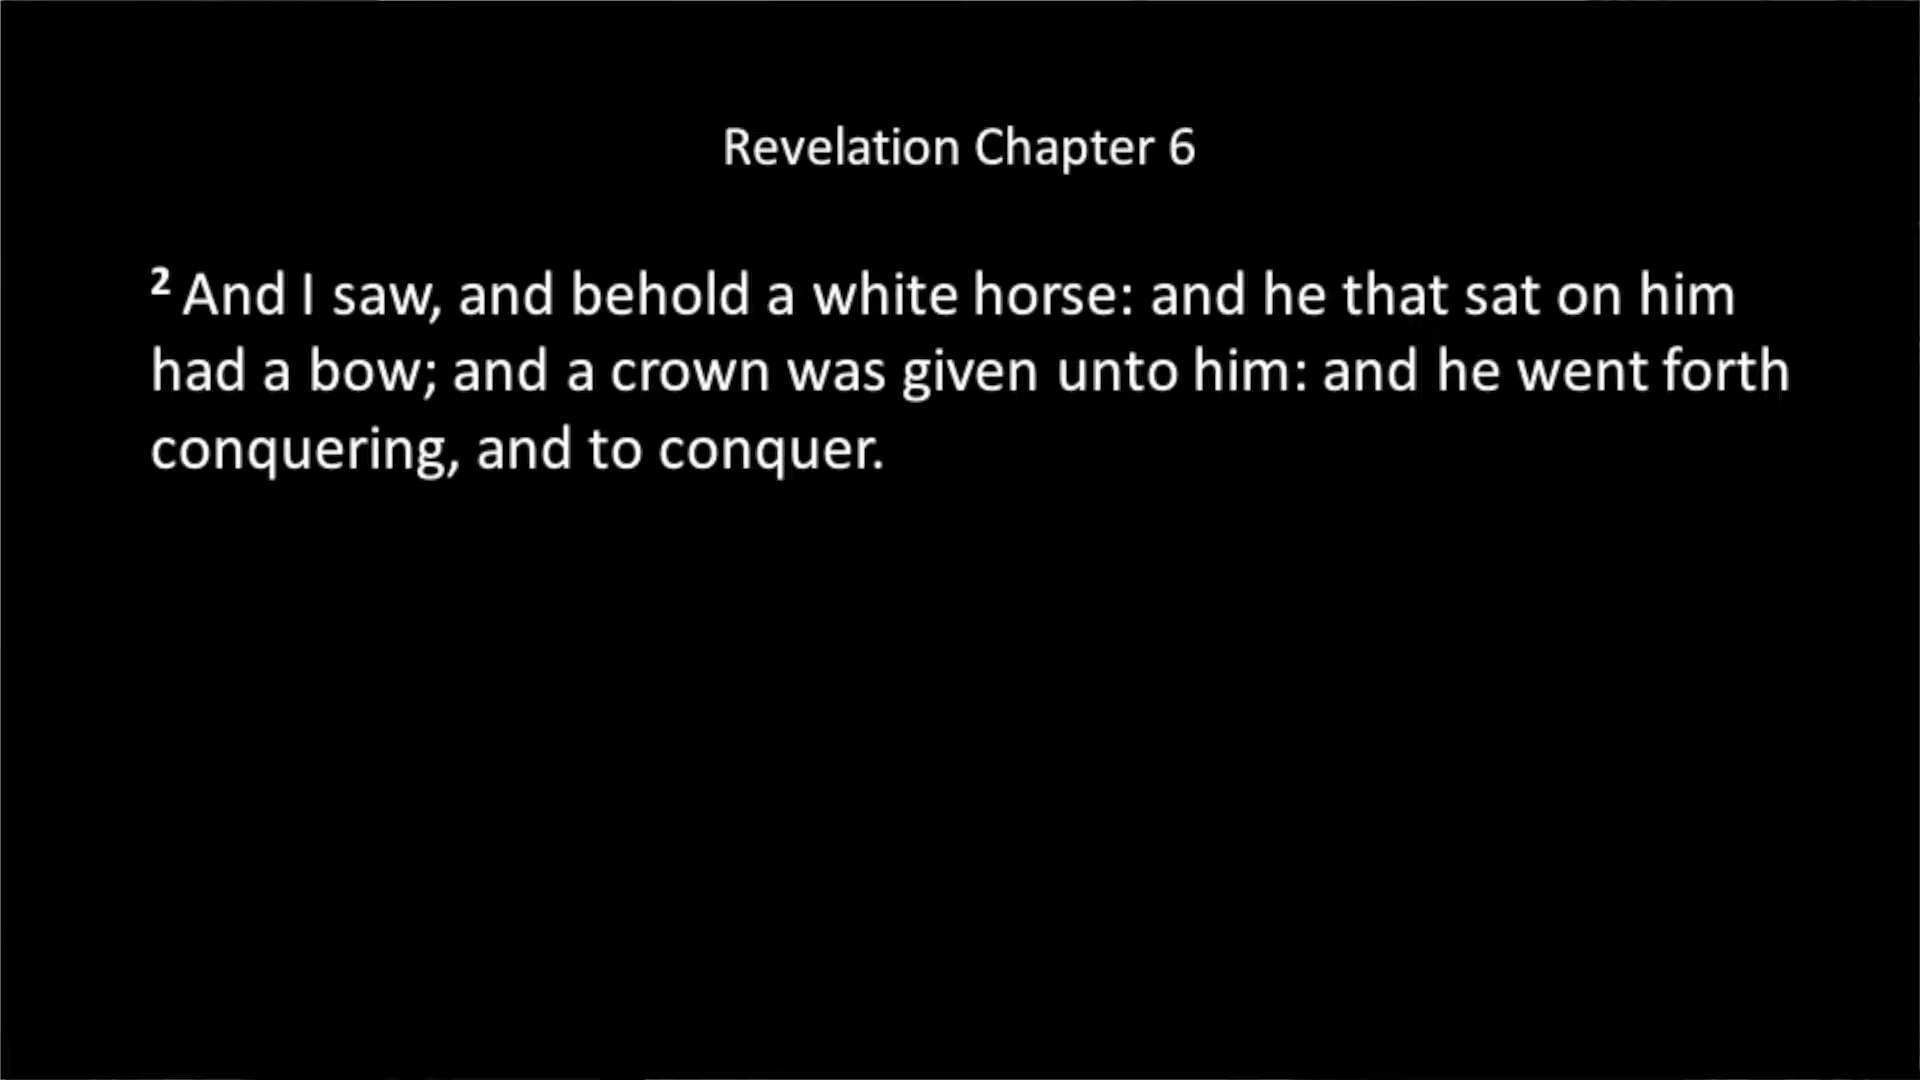 Revelation Chapter 6
2 And I saw, and behold a white horse: and he that sat on him
had a bow; and a crown was given unto him: and he went forth
conquering, and to conquer.